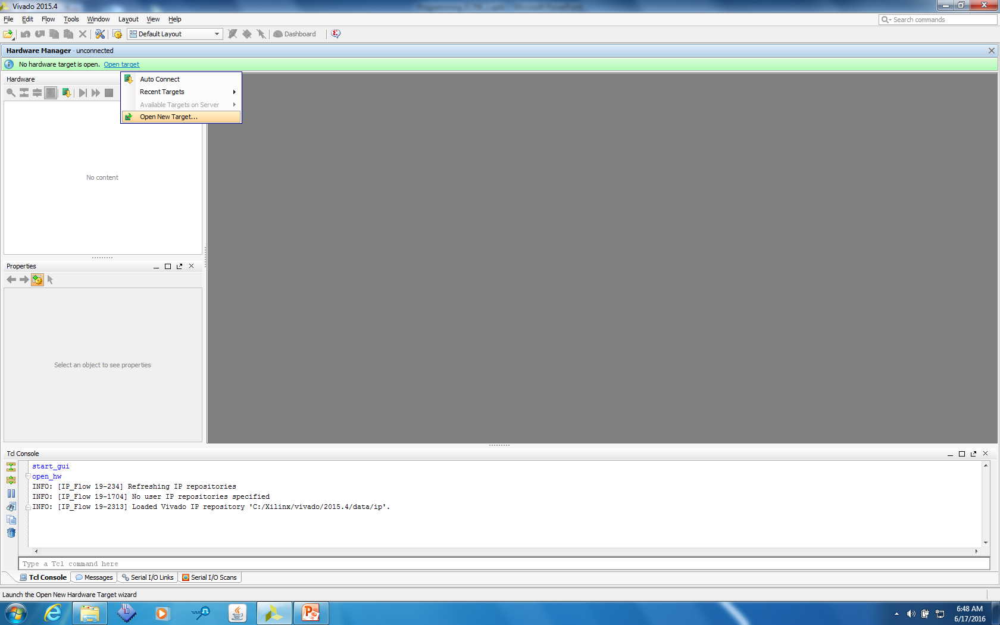 Vivado 2015.4
File Edit Flow Tools Window Layout View Help
Search commands
Default Layout
Dashboard
Hardware Manager - unconnected
No hardware target is open. Open target
Hardware
Auto Connect
Recent Targets
Available Targets on Server
Open New Target...
No content
Properties
Select an object to see properties
Tcl Console
start_gui
open_hw
INFO: [IP_Flow 19-234] Refreshing IP repositories
INFO: [IP_Flow 19-1704] No user IP repositories specified
INFO: [IP_Flow 19-2313] Loaded Vivado IP repository 'C:/Xilinx/vivado/2015.4/data/ip'.
Type a Tcl command here
Tcl Console Messages Serial I/O Links Serial I/O Scans
Launch the Open New Hardware Target wizard
6:48 AM
6/17/2016